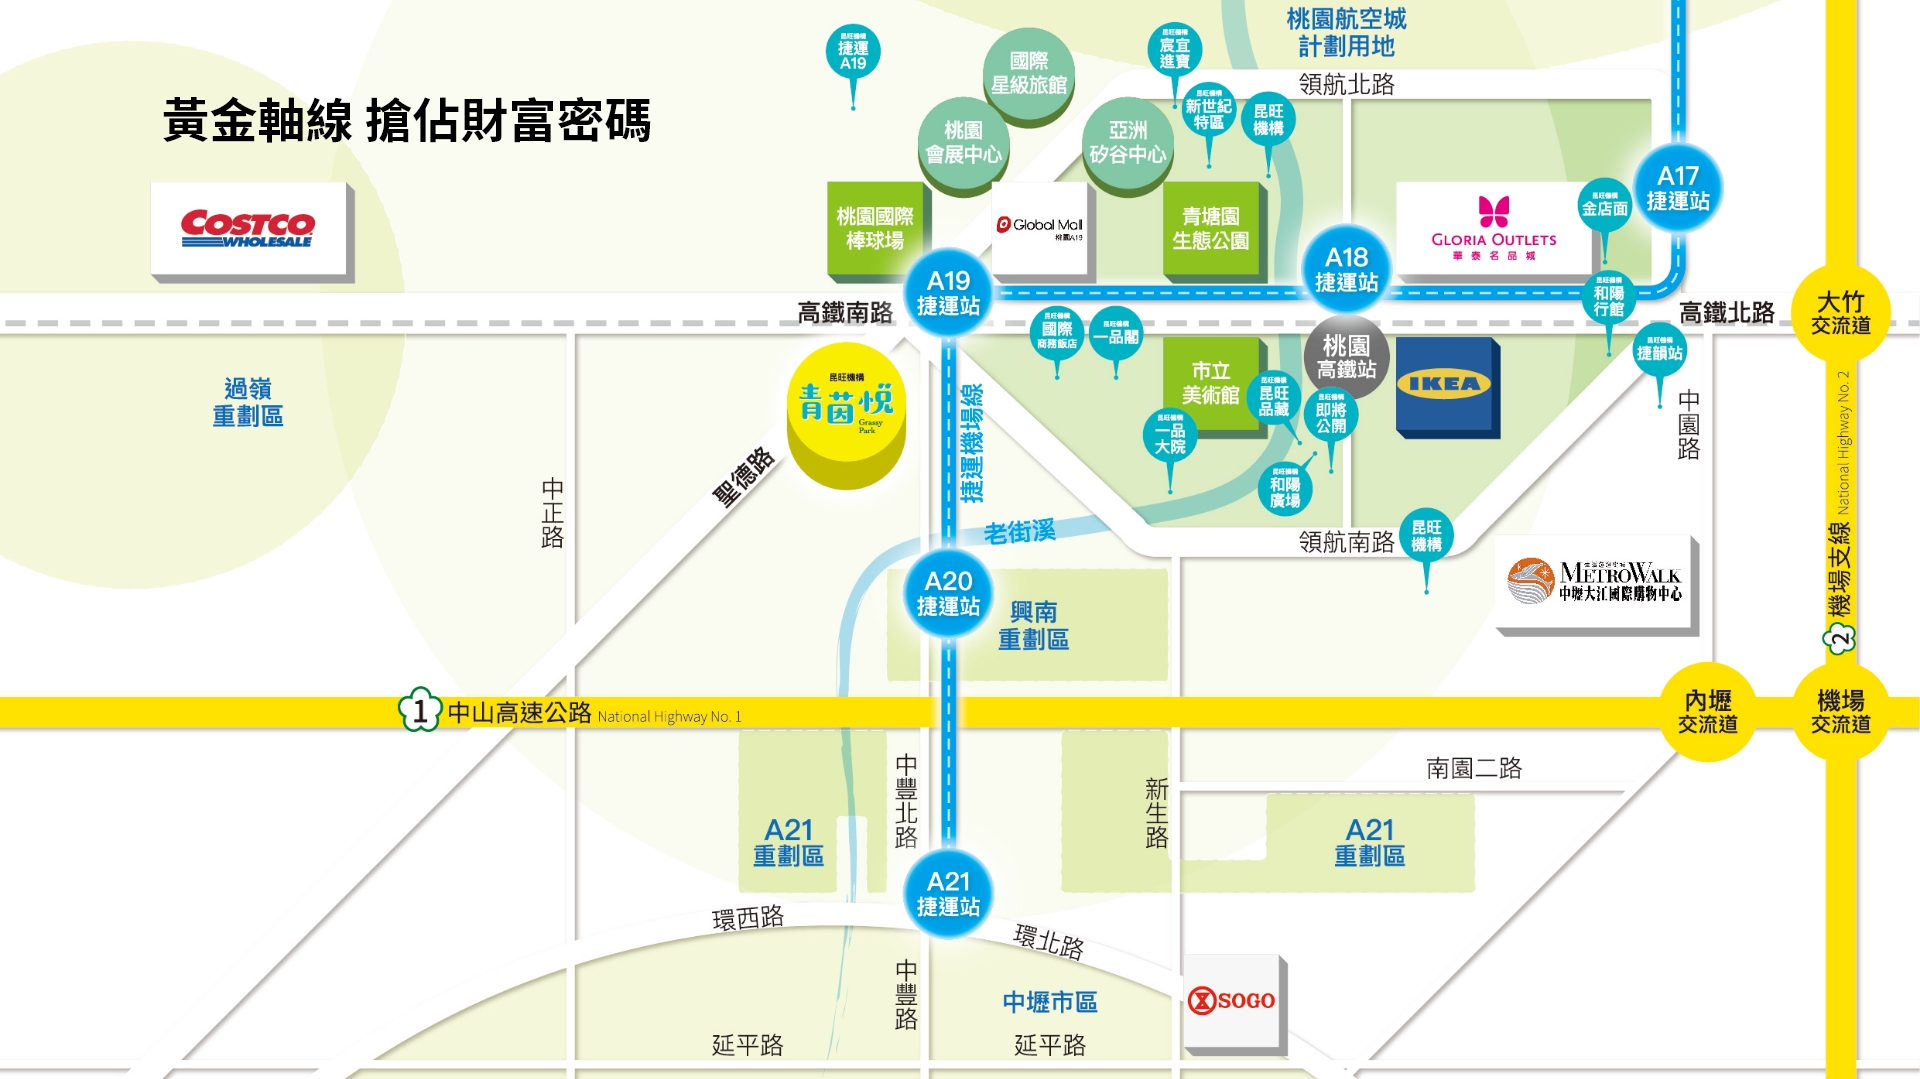 黃金軸線 搶佔財富密碼
昆旺機構
捷運
A19
國際
星級旅館
昆旺機構
宸宜
進寶
桃園航空城
計劃用地
領航北路
昆旺機構
新世紀
特區
昆旺
機構
桃園
會展中心
亞洲
矽谷中心
A17
捷運站
COSTCO
WHOLESALE
桃園國際
棒球場
Global Mall
桃園A19
青塘園
生態公園
A18
捷運站
GLORIA OUTLETS
華泰名品城
昆旺機構
金店面
A19
捷運站
昆旺機構
和陽
行館
高鐵南路
高鐵北路
大竹
交流道
昆旺機構
國際
商務飯店
昆旺機構
一品閣
桃園
高鐵站
昆旺機構
捷韻站
過嶺
重劃區
昆旺機構
青茵悅
Grassy
Park
捷運機場線
市立
美術館
昆旺機構
昆旺
品藏
昆旺機構
即將
公開
IKEA
中園路
National Highway No. 2
機場支線
2
昆旺機構
一品
大院
聖德路
中正路
昆旺機構
和陽
廣場
老街溪
領航南路
昆旺
機構
METROWALK
中壢大江國際購物中心
A20
捷運站
興南
重劃區
1
中山高速公路 National Highway No. 1
內壢
交流道
機場
交流道
中豐北路
新生路
南園二路
A21
重劃區
A21
重劃區
A21
捷運站
環西路
環北路
中豐路
中壢市區
SOGO
延平路
延平路